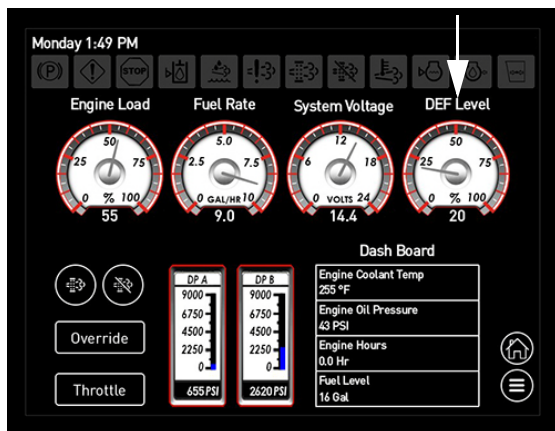 Monday 1:49 PM
(P) STOP
Engine Load Fuel Rate System Voltage DEF Level
50 5.0 12 50
25 75 2.5 7.5 6 18 25 75
0 % 100 0 GAL/HR 10 0 VOLTS 24 0 % 100
55 9.0 14.4 20
Dash Board
DP A DP B
9000 9000
6750 6750
4500 4500
2250 2250
0 0
655 PSI 2620 PSI
Engine Coolant Temp
255 °F
Engine Oil Pressure
43 PSI
Engine Hours
0.0 Hr
Fuel Level
16 Gal
Override
Throttle